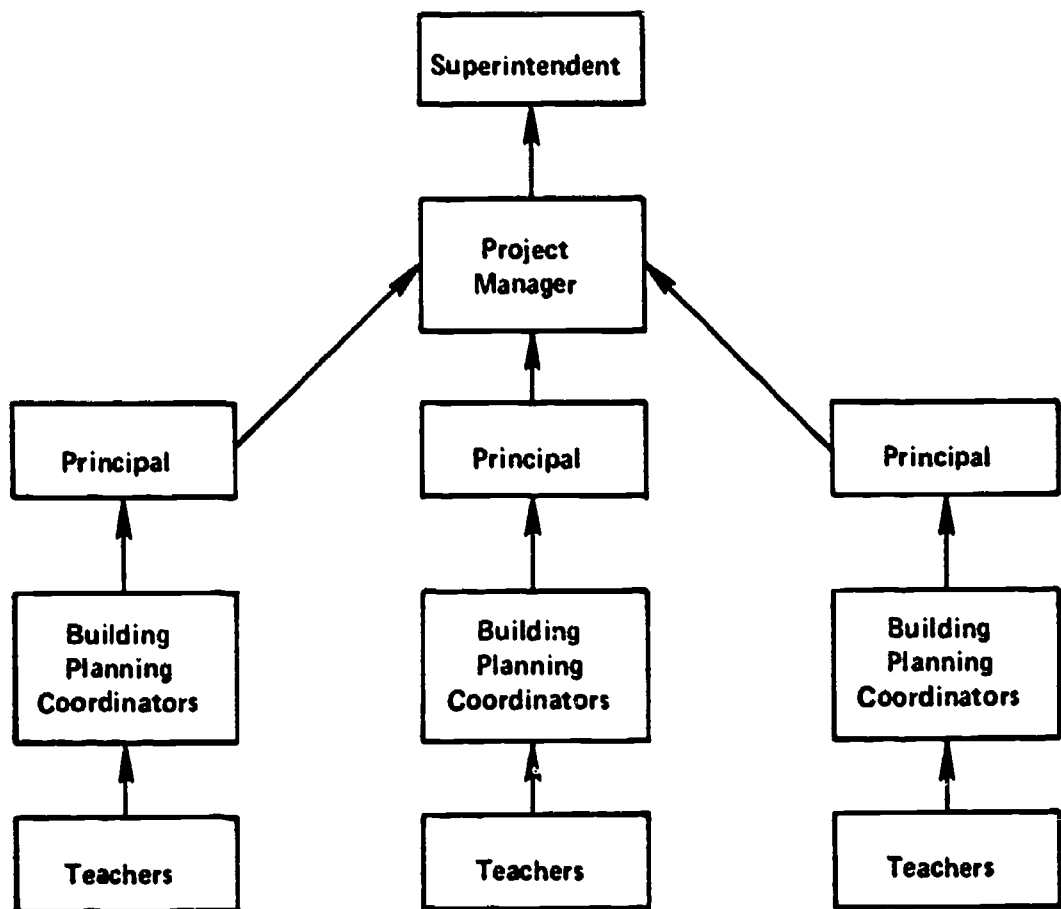 Superintendent
Project
Manager
Principal
Principal
Principal
Building
Planning
Coordinators
Building
Planning
Coordinators
Building
Planning
Coordinators
Teachers
Teachers
Teachers